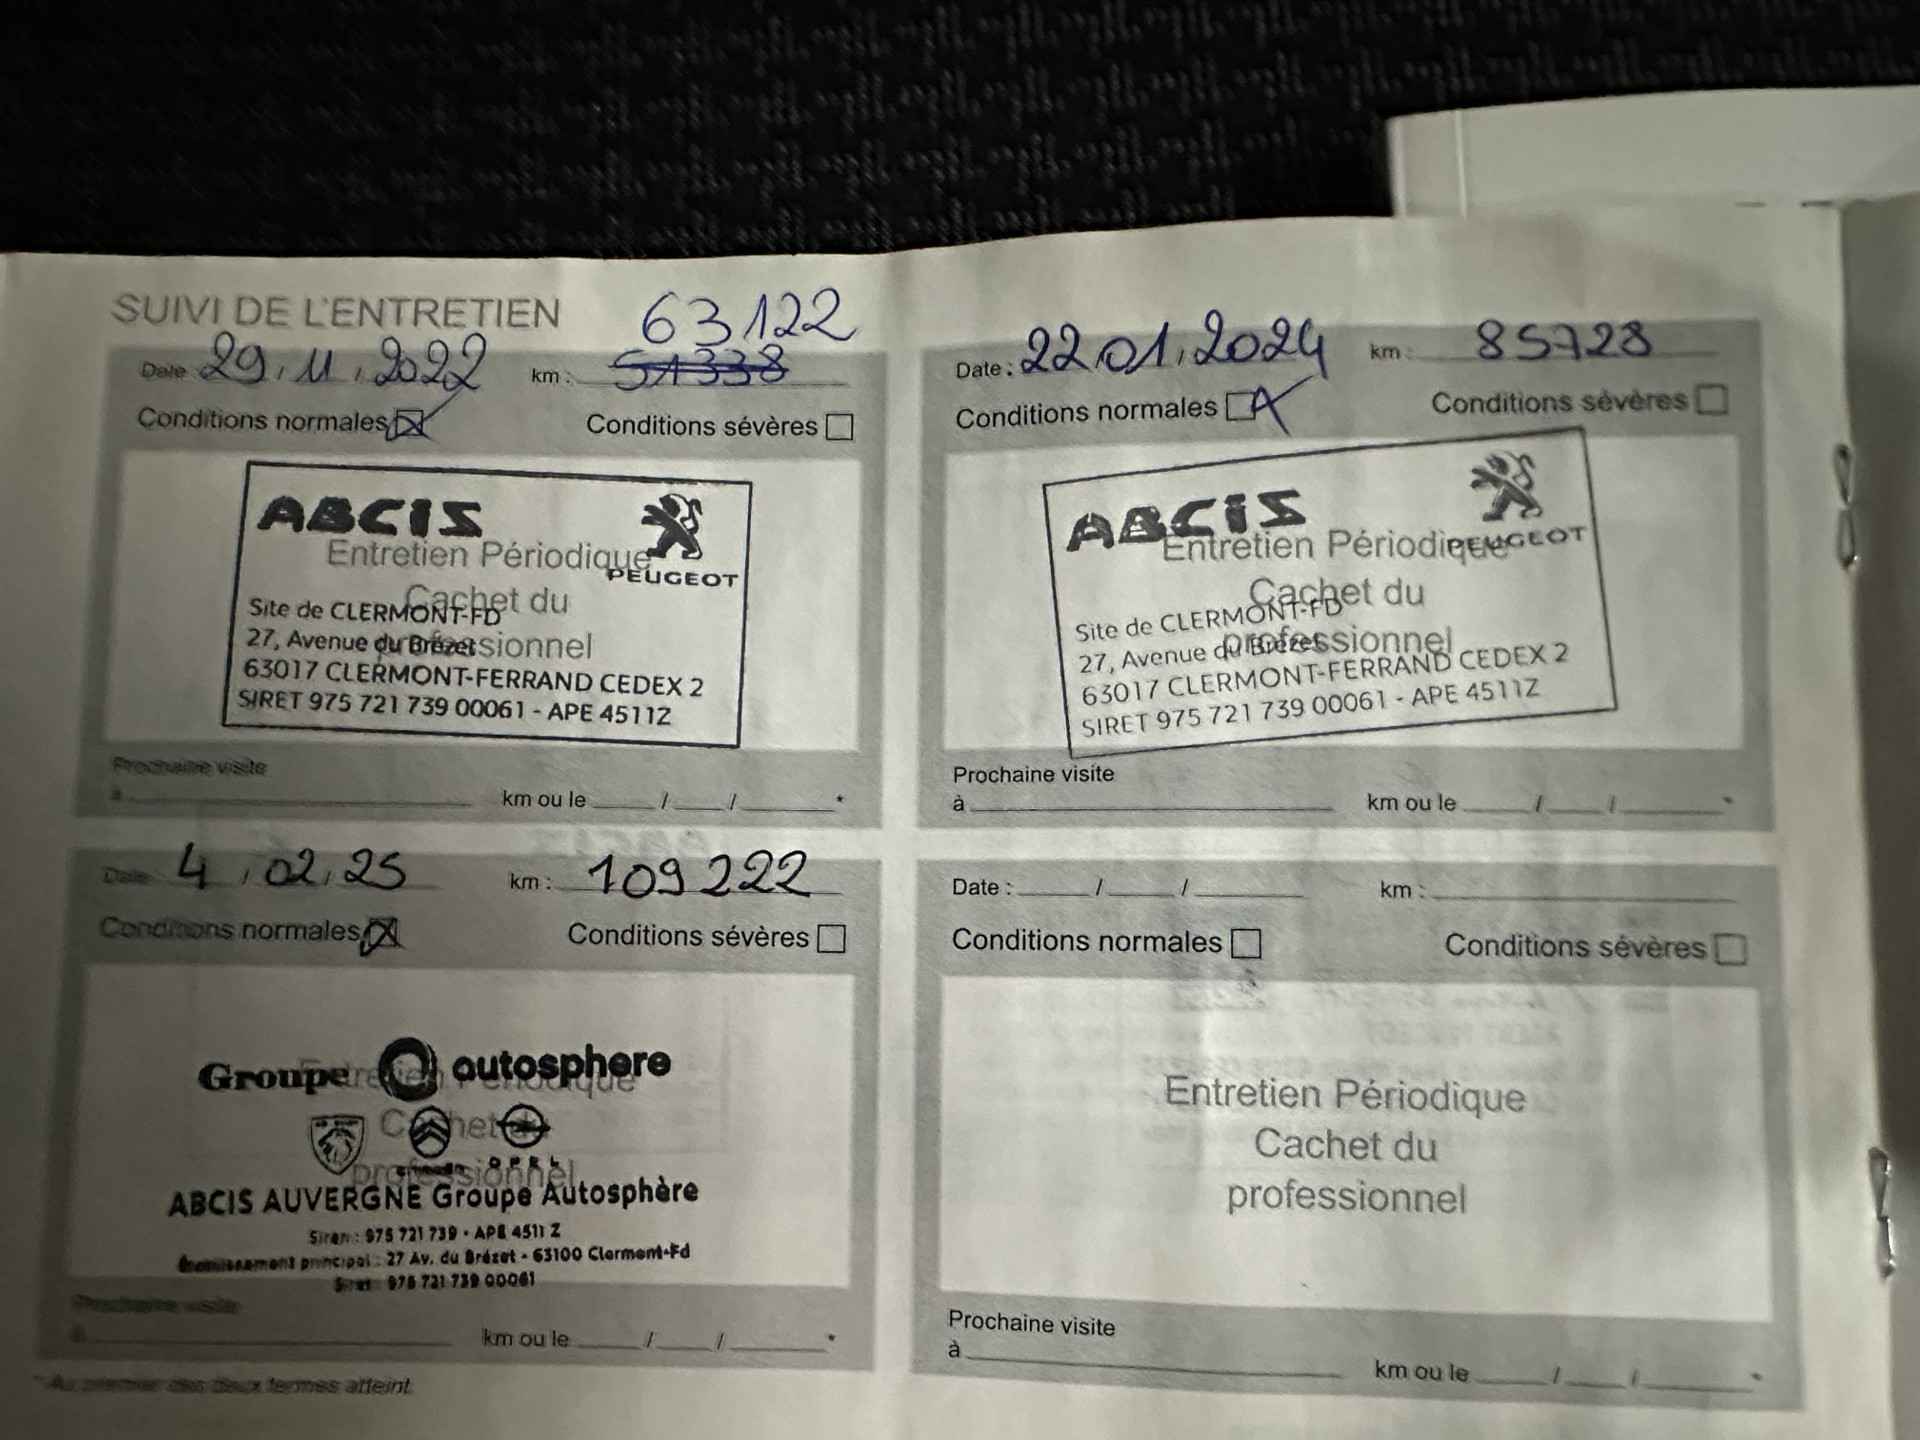 SUIVI DE L'ENTRETIEN
63122
Date 29.11.2022 km : 51338
Conditions normales Conditions sévères
ABCIS
Entretien Périodique
PEUGEOT
Cachet du
Site de CLERMONT-FD
professionnel
27, Avenue du Brézet
63017 CLERMONT-FERRAND CEDEX 2
SIRET 975 721 739 00061 - APE 4511Z
Prochaine visite
à km ou le / / *
Date : 22.01.2024 km : 85728
Conditions normales Conditions sévères
ABCIS
Entretien Périodique
PEUGEOT
Cachet du
Site de CLERMONT-FD
professionnel
27, Avenue du Brézet
63017 CLERMONT-FERRAND CEDEX 2
SIRET 975 721 739 00061 - APE 4511Z
Prochaine visite
à km ou le / / *
Date 4.02.25 km : 109222
Conditions normales Conditions sévères
Groupe autosphere
Entretien Périodique
Cachet du
CITROËN OPEL
professionnel
ABCIS AUVERGNE Groupe Autosphère
Siren : 975 721 739 - APE 4511 Z
Établissement principal : 27 Av. du Brézet - 63100 Clermont-Fd
Siret : 975 721 739 00061
Prochaine visite
à km ou le / / *
Date : / / km :
Conditions normales Conditions sévères
Entretien Périodique
Cachet du
professionnel
Prochaine visite
à km ou le / / *
* Au premier des deux termes atteint.